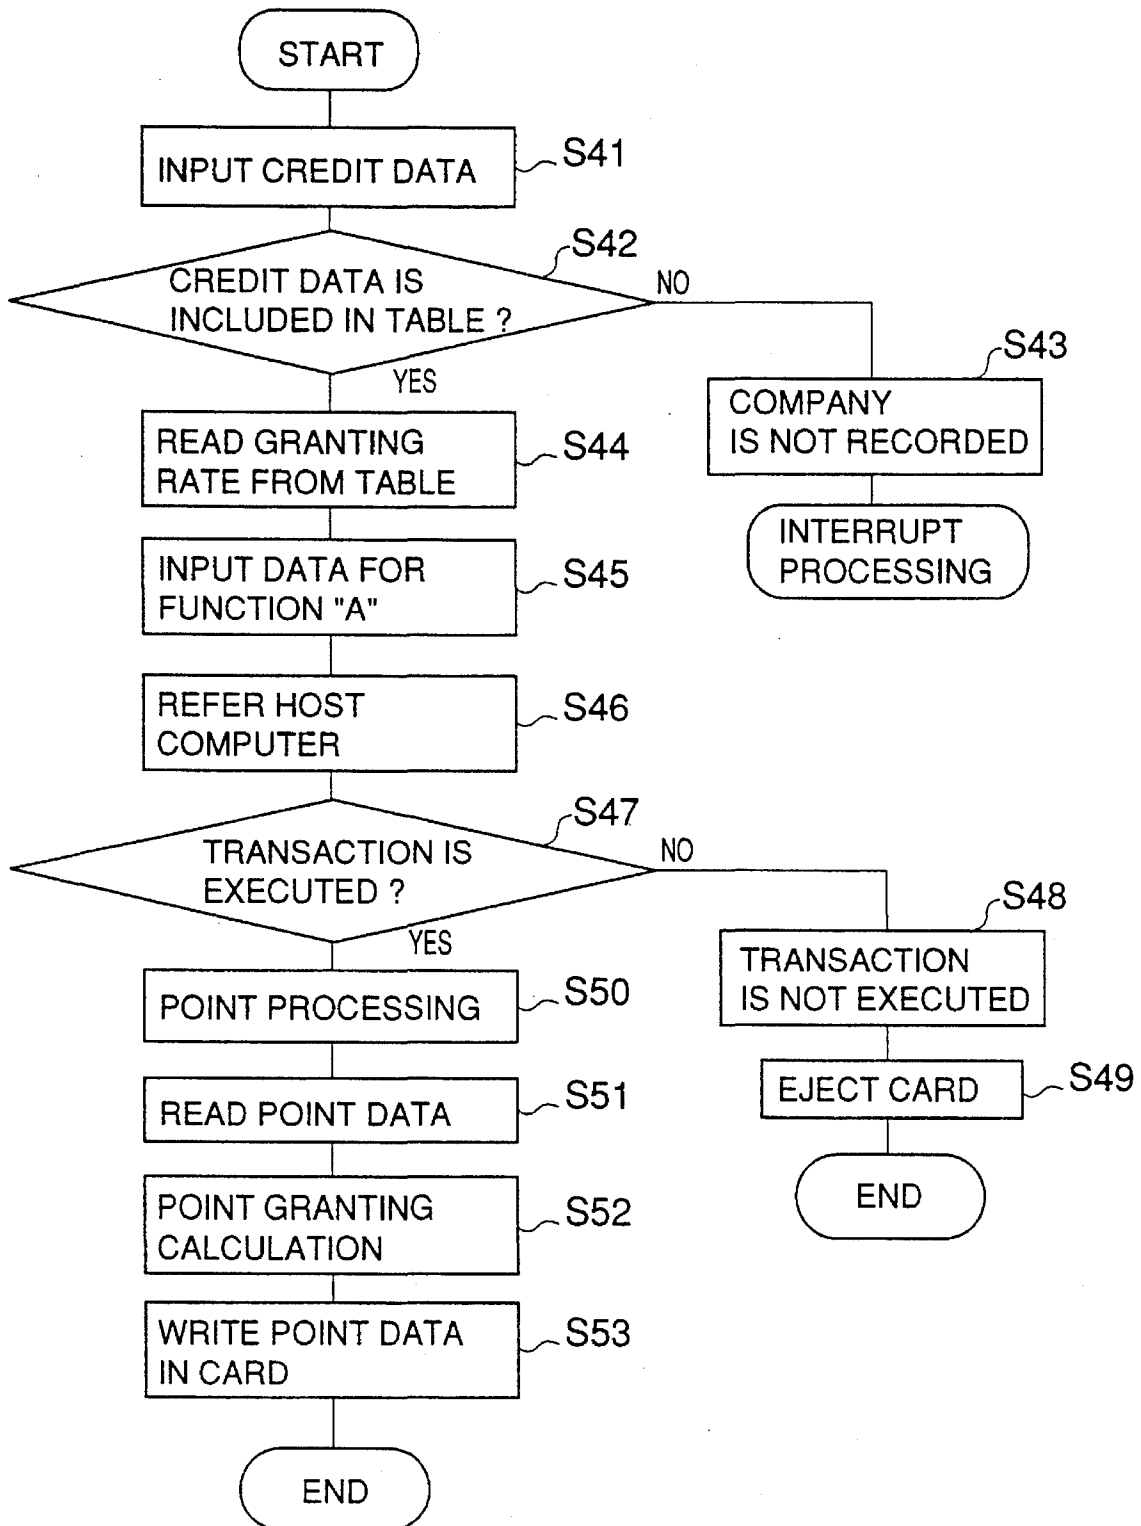 START
INPUT CREDIT DATA
S41
CREDIT DATA IS
INCLUDED IN TABLE ?
S42
NO
YES
COMPANY
IS NOT RECORDED
S43
INTERRUPT
PROCESSING
READ GRANTING
RATE FROM TABLE
S44
INPUT DATA FOR
FUNCTION "A"
S45
REFER HOST
COMPUTER
S46
TRANSACTION IS
EXECUTED ?
S47
NO
YES
TRANSACTION
IS NOT EXECUTED
S48
EJECT CARD
S49
END
POINT PROCESSING
S50
READ POINT DATA
S51
POINT GRANTING
CALCULATION
S52
WRITE POINT DATA
IN CARD
S53
END